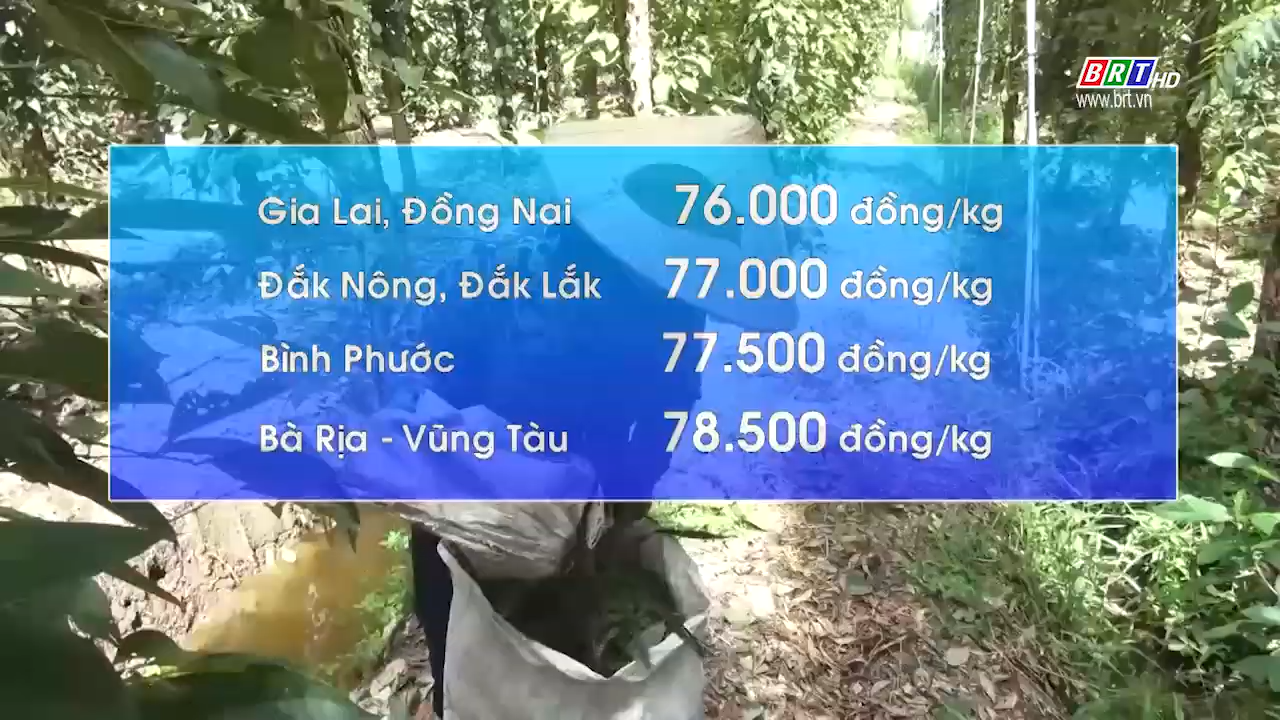 BRT HD
www.brt.vn
Gia Lai, Đồng Nai 76.000 đồng/kg
Đắk Nông, Đắk Lắk 77.000 đồng/kg
Bình Phước 77.500 đồng/kg
Bà Rịa - Vũng Tàu 78.500 đồng/kg